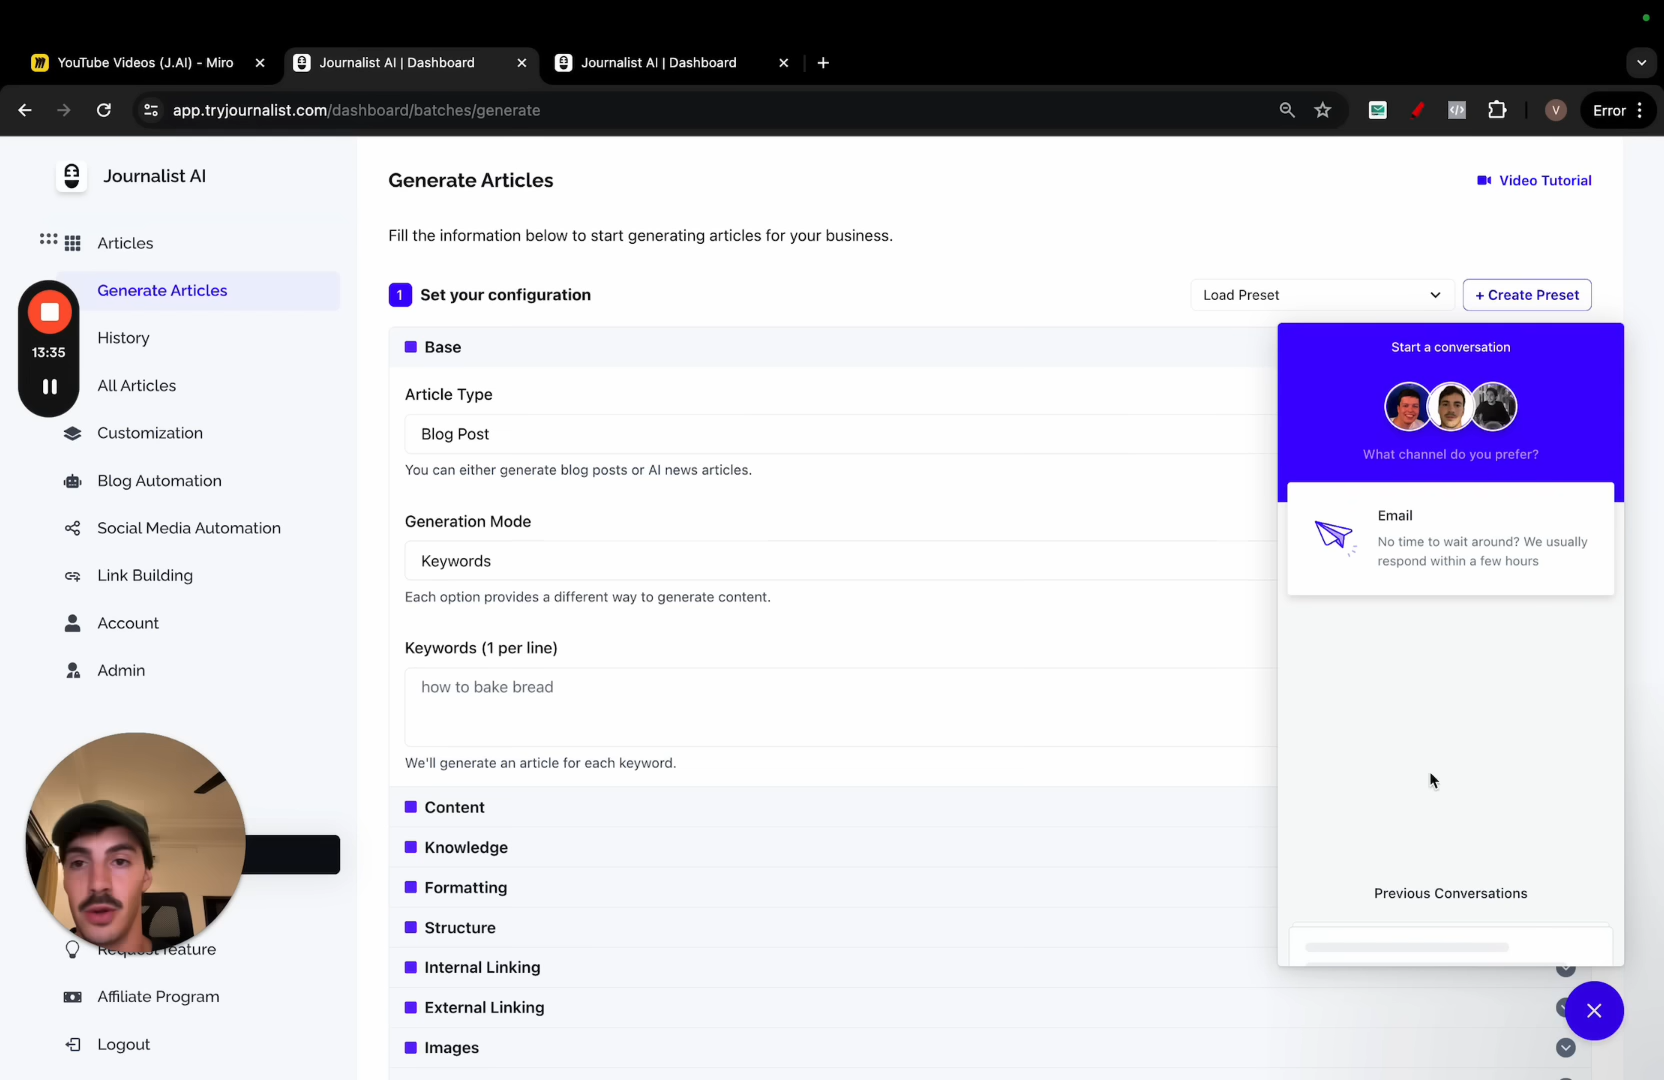 YouTube Videos (J.AI) - Miro
Journalist AI | Dashboard
Journalist AI | Dashboard
app.tryjournalist.com/dashboard/batches/generate
V
Error
Journalist AI
Articles
Generate Articles
13:35
History
All Articles
Customization
Blog Automation
Social Media Automation
Link Building
Account
Admin
Request feature
Affiliate Program
Logout
Generate Articles
Video Tutorial
Fill the information below to start generating articles for your business.
1 Set your configuration
Load Preset
+ Create Preset
Base
Article Type
Blog Post
You can either generate blog posts or AI news articles.
Generation Mode
Keywords
Each option provides a different way to generate content.
Keywords (1 per line)
how to bake bread
We'll generate an article for each keyword.
Content
Knowledge
Formatting
Structure
Internal Linking
External Linking
Images
Start a conversation
What channel do you prefer?
Email
No time to wait around? We usually
respond within a few hours
Previous Conversations